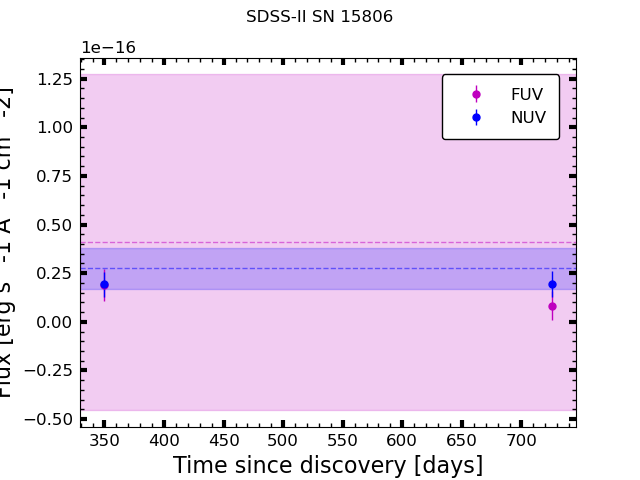 SDSS-II SN 15806
1e−16
FUV
NUV
1.25
1.00
0.75
0.50
0.25
0.00
−0.25
−0.50
Flux [erg s -1 A -1 cm -2]
350 400 450 500 550 600 650 700
Time since discovery [days]